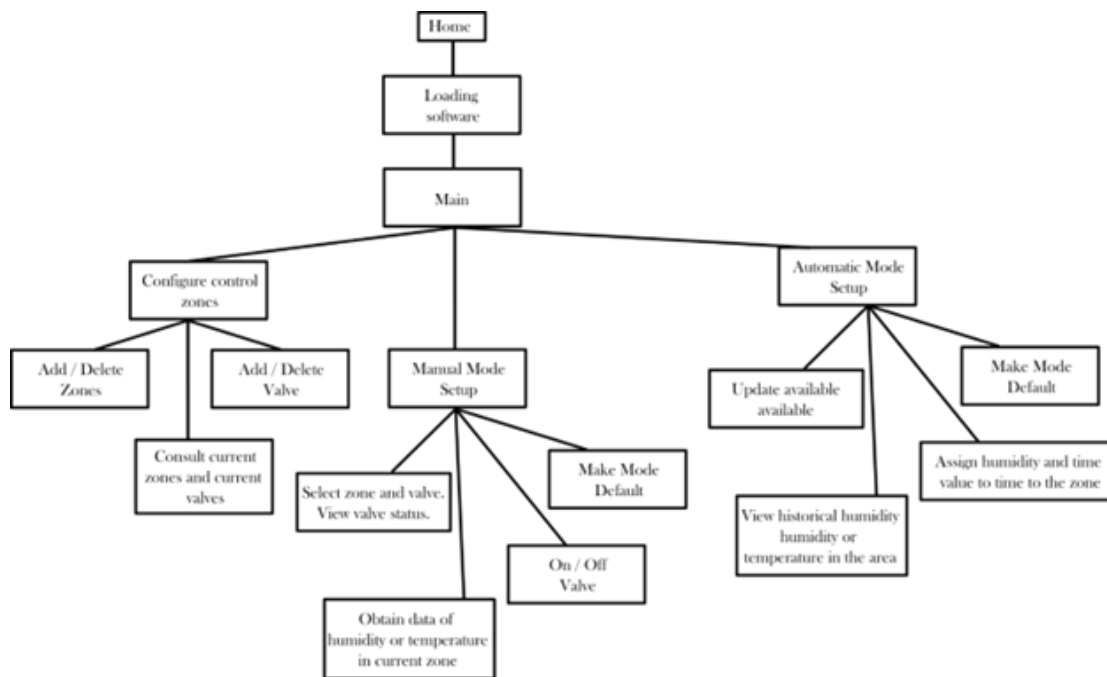 Home
Loading
software
Main
Configure control
zones
Automatic Mode
Setup
Add / Delete
Zones
Add / Delete
Valve
Manual Mode
Setup
Update available
available
Make Mode
Default
Consult current
zones and current
valves
Select zone and valve.
View valve status.
Make Mode
Default
Assign humidity and time
value to time to the zone
View historical humidity
humidity or
temperature in the area
On / Off
Valve
Obtain data of
humidity or temperature
in current zone